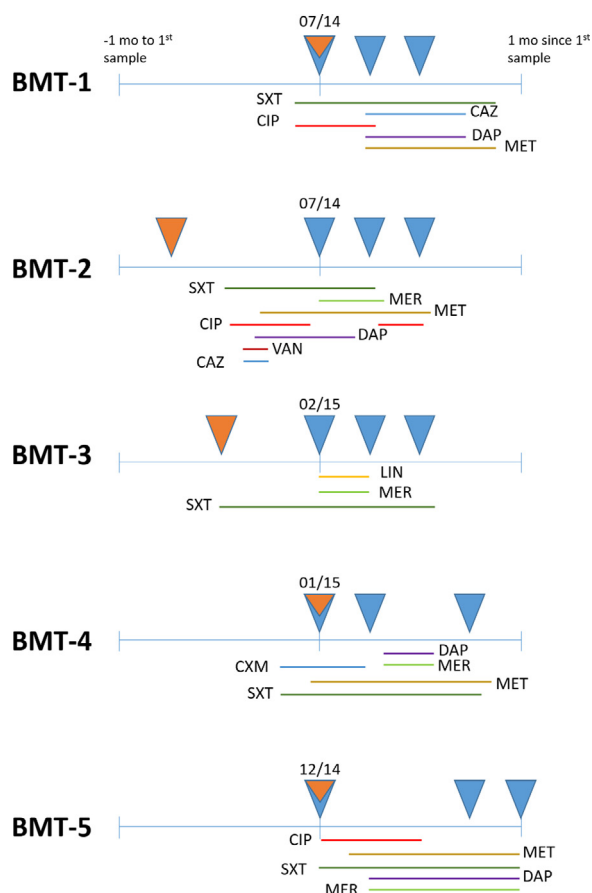 07/14
-1 mo to 1st
sample
1 mo since 1st
sample
BMT-1
SXT
CAZ
CIP
DAP
MET
07/14
BMT-2
SXT
MER
MET
CIP
DAP
VAN
CAZ
02/15
BMT-3
LIN
MER
SXT
01/15
BMT-4
DAP
CXM
MER
MET
SXT
12/14
BMT-5
CIP
MET
SXT
DAP
MER